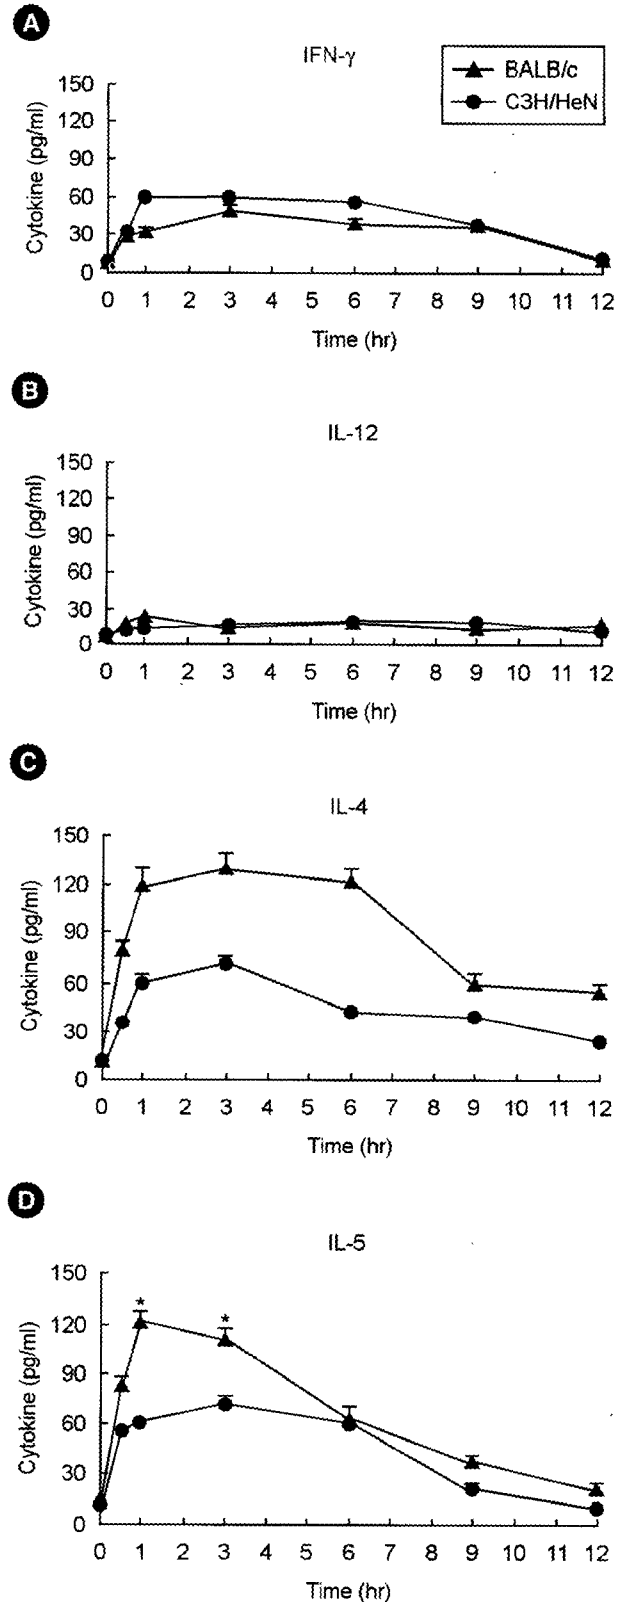 A
IFN-γ
BALB/c
C3H/HeN
Cytokine (pg/ml)
150
120
90
60
30
0
0 1 2 3 4 5 6 7 8 9 10 11 12
Time (hr)
B
IL-12
Cytokine (pg/ml)
150
120
90
60
30
0
0 1 2 3 4 5 6 7 8 9 10 11 12
Time (hr)
C
IL-4
Cytokine (pg/ml)
150
120
90
60
30
0
0 1 2 3 4 5 6 7 8 9 10 11 12
Time (hr)
D
IL-5
Cytokine (pg/ml)
150
120
90
60
30
0
* *
0 1 2 3 4 5 6 7 8 9 10 11 12
Time (hr)